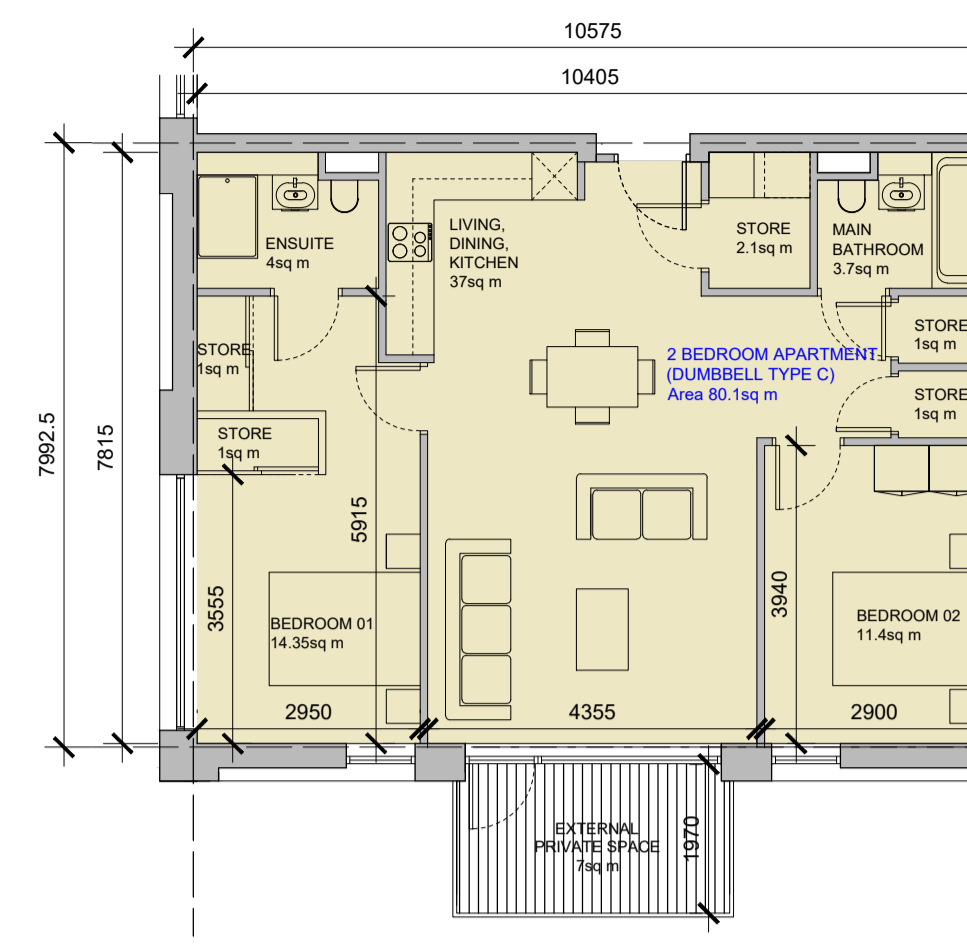 10575
10405
ENSUITE
4sq m
LIVING,
DINING,
KITCHEN
37sq m
STORE
2.1sq m
MAIN
BATHROOM
3.7sq m
STORE
1sq m
STORE
1sq m
2 BEDROOM APARTMENT
(DUMBBELL TYPE C)
Area 80.1sq m
STORE
1sq m
STORE
1sq m
7992.5
7815
5915
3555
3940
BEDROOM 01
14.35sq m
BEDROOM 02
11.4sq m
2950
4355
2900
EXTERNAL
PRIVATE SPACE
7sq m
1970